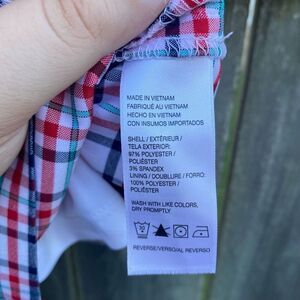 MADE IN VIETNAM
FABRIQUÉ AU VIETNAM
HECHO EN VIETNAM
CON INSUMOS IMPORTADOS
SHELL / EXTÉRIEUR /
TELA EXTERIOR:
97% POLYESTER /
POLIÉSTER
3% SPANDEX
LINING / DOUBLURE / FORRO:
100% POLYESTER /
POLIÉSTER
WASH WITH LIKE COLORS,
DRY PROMPTLY
REVERSE/VERSO/AL REVERSO